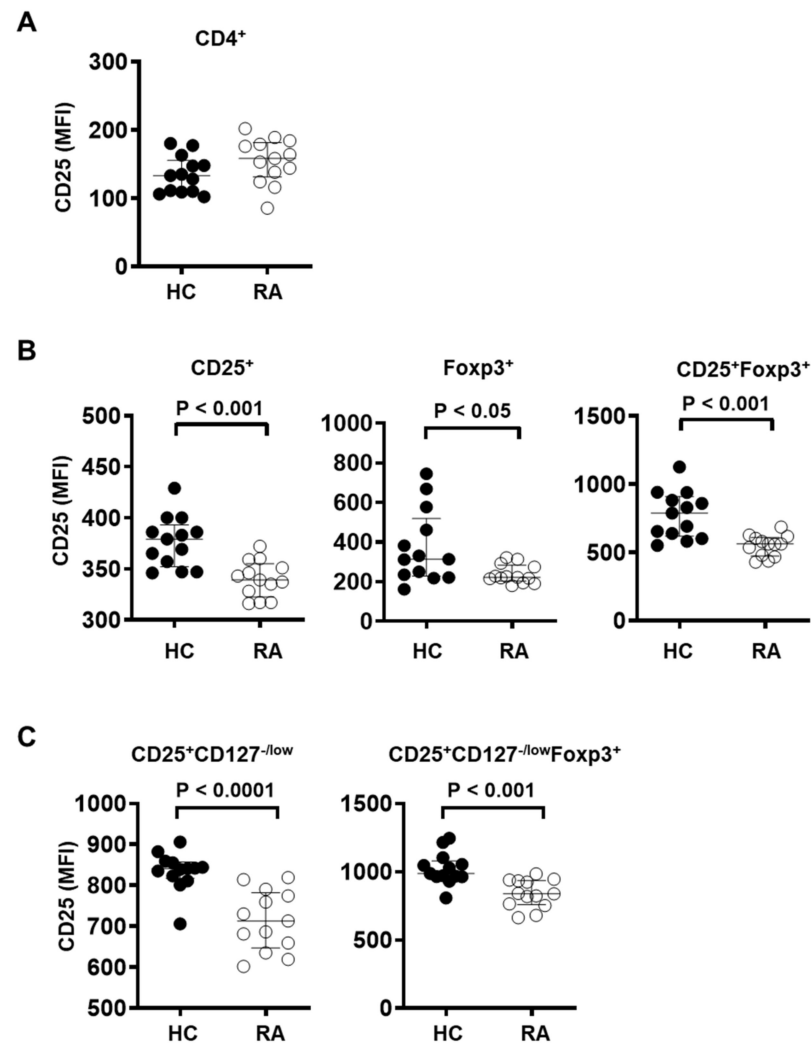 A
CD4⁺
CD25 (MFI)
300
200
100
0
HC RA
B
CD25⁺ Foxp3⁺ CD25⁺Foxp3⁺
P < 0.001 P < 0.05 P < 0.001
CD25 (MFI)
500
450
400
350
300
HC RA
1000
800
600
400
200
0
HC RA
1500
1000
500
0
HC RA
C
CD25⁺CD127⁻/ˡᵒʷ CD25⁺CD127⁻/ˡᵒʷFoxp3⁺
P < 0.0001 P < 0.001
CD25 (MFI)
1000
900
800
700
600
500
HC RA
1500
1000
500
0
HC RA